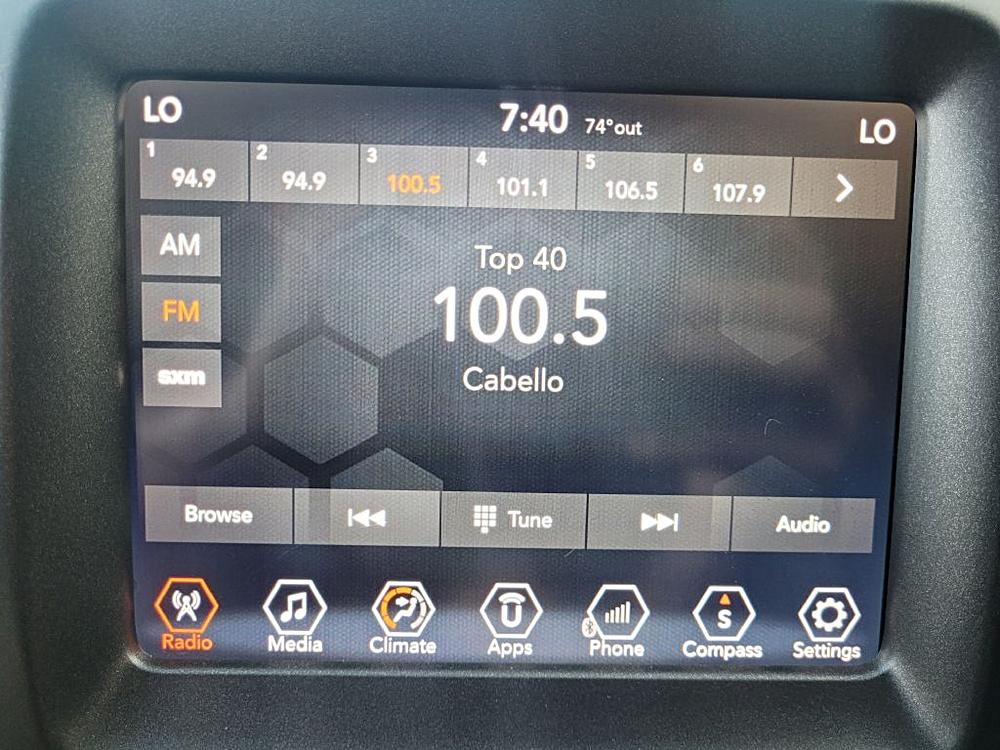 LO 7:40 74°out LO
1 2 3 4 5 6
94.9 94.9 100.5 101.1 106.5 107.9
AM
FM
sxm
Top 40
100.5
Cabello
Browse Tune Audio
U S
Radio Media Climate Apps Phone Compass Settings